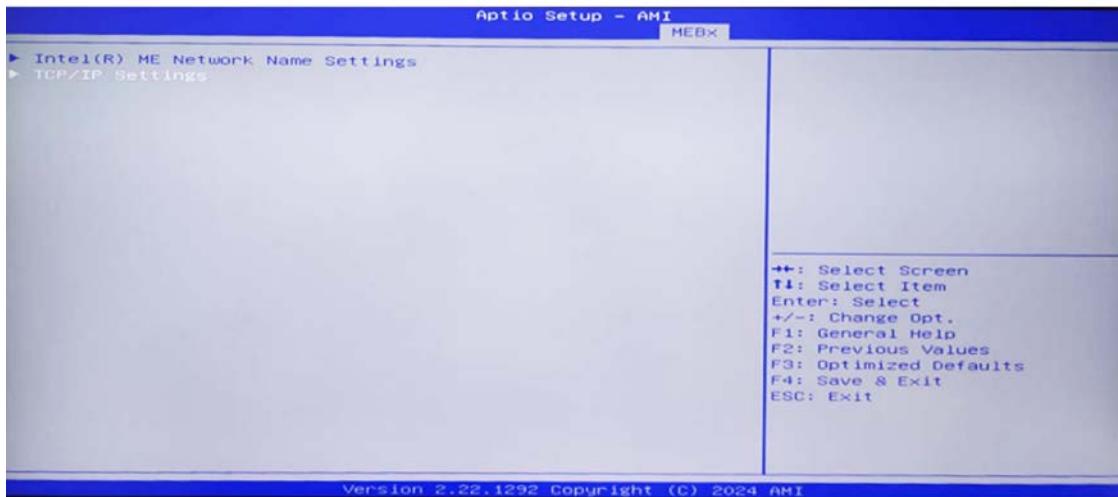 Aptio Setup – AMI
MEBx
► Intel(R) ME Network Name Settings
► TCP/IP Settings
→←: Select Screen
↑↓: Select Item
Enter: Select
+/-: Change Opt.
F1: General Help
F2: Previous Values
F3: Optimized Defaults
F4: Save & Exit
ESC: Exit
Version 2.22.1292 Copyright (C) 2024 AMI